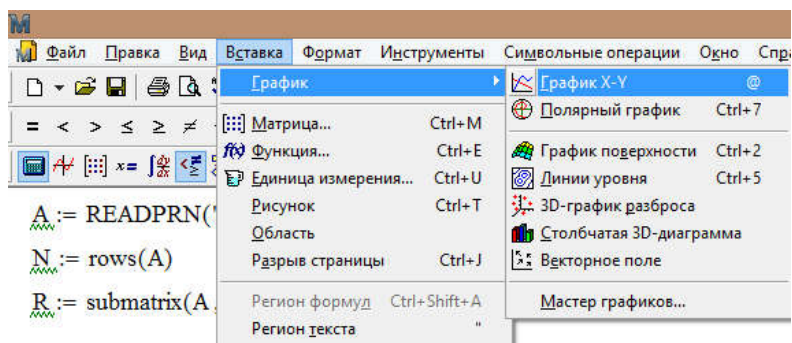 Файл Правка Вид Вставка Формат Инструменты Символьные операции Окно
График
Матрица... Ctrl+M
Функция... Ctrl+E
Единица измерения... Ctrl+U
Рисунок Ctrl+T
Область
Разрыв страницы Ctrl+J
Регион формул Ctrl+Shift+A
Регион текста "
График X-Y @
Полярный график Ctrl+7
График поверхности Ctrl+2
Линии уровня Ctrl+5
3D-график разброса
Столбчатая 3D-диаграмма
Векторное поле
Мастер графиков...
= < > ≤ ≥ ≠
x=
A := READPRN("
N := rows(A)
R := submatrix(A ,